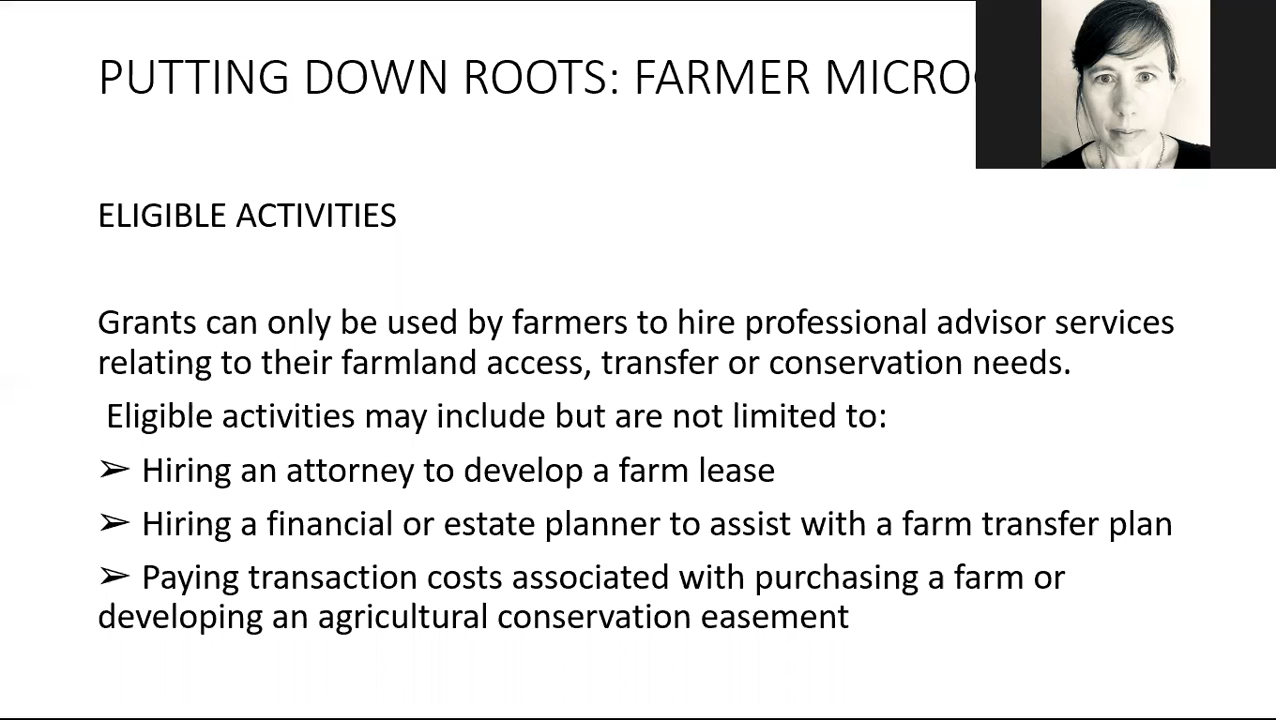 PUTTING DOWN ROOTS: FARMER MICRO
ELIGIBLE ACTIVITIES
Grants can only be used by farmers to hire professional advisor services
relating to their farmland access, transfer or conservation needs.
Eligible activities may include but are not limited to:
➢ Hiring an attorney to develop a farm lease
➢ Hiring a financial or estate planner to assist with a farm transfer plan
➢ Paying transaction costs associated with purchasing a farm or
developing an agricultural conservation easement